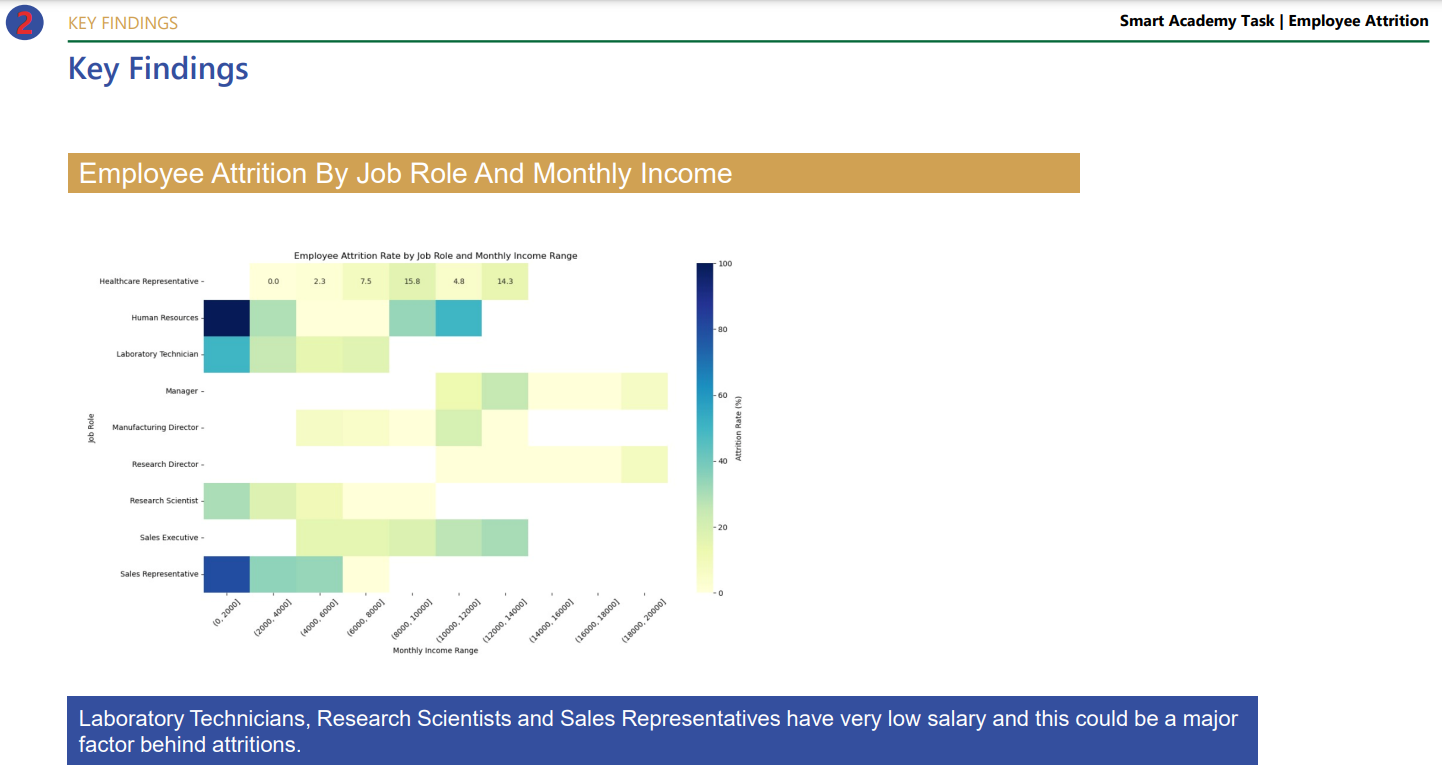 2
KEY FINDINGS
Smart Academy Task | Employee Attrition
Key Findings
Employee Attrition By Job Role And Monthly Income
Employee Attrition Rate by Job Role and Monthly Income Range
Healthcare Representative
0.0 2.3 7.5 15.8 4.8 14.3
Human Resources
Laboratory Technician
Manager
Manufacturing Director
Research Director
Research Scientist
Sales Executive
Sales Representative
Job Role
(0, 2000]
(2000, 4000]
(4000, 6000]
(6000, 8000]
(8000, 10000]
(10000, 12000]
(12000, 14000]
(14000, 16000]
(16000, 18000]
(18000, 20000]
Monthly Income Range
100
80
60
40
20
0
Attrition Rate (%)
Laboratory Technicians, Research Scientists and Sales Representatives have very low salary and this could be a major
factor behind attritions.